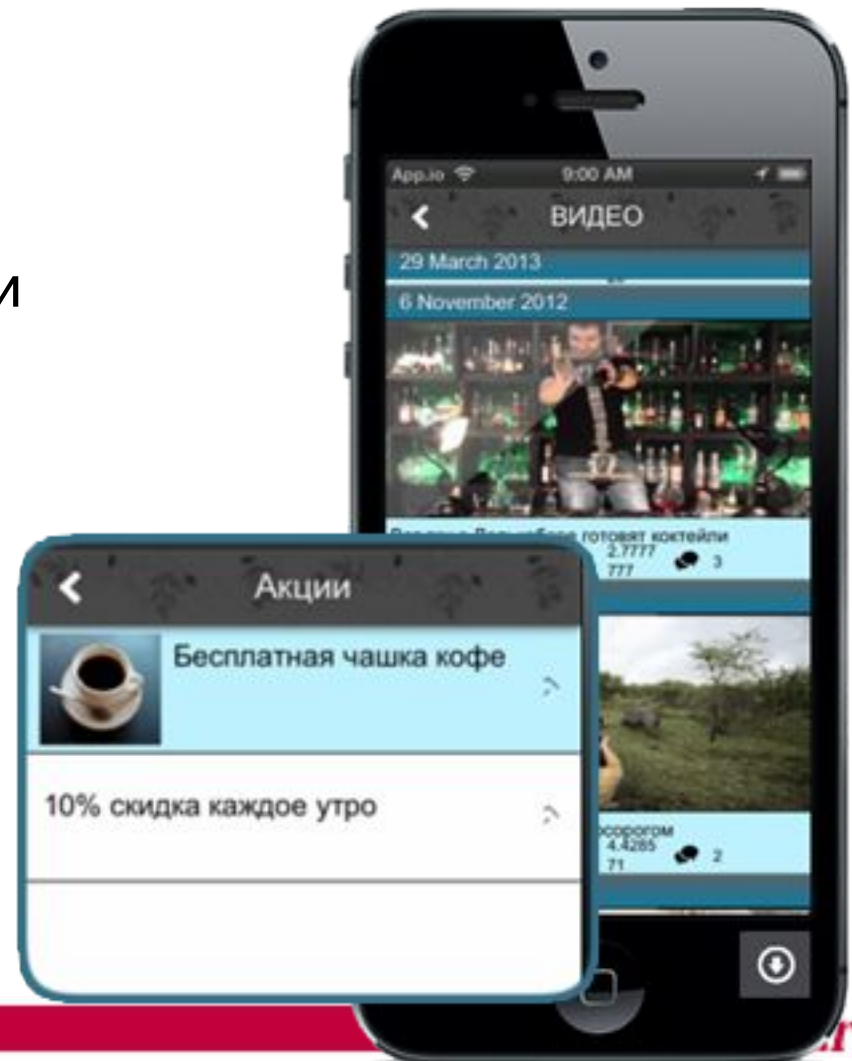 и
App.io 9:00 AM
ВИДЕО
29 March 2013
6 November 2012
готовят коктейли
2.7777
777
3
Акции
Бесплатная чашка кофе
10% скидка каждое утро
осорогом
4.4285
71
2